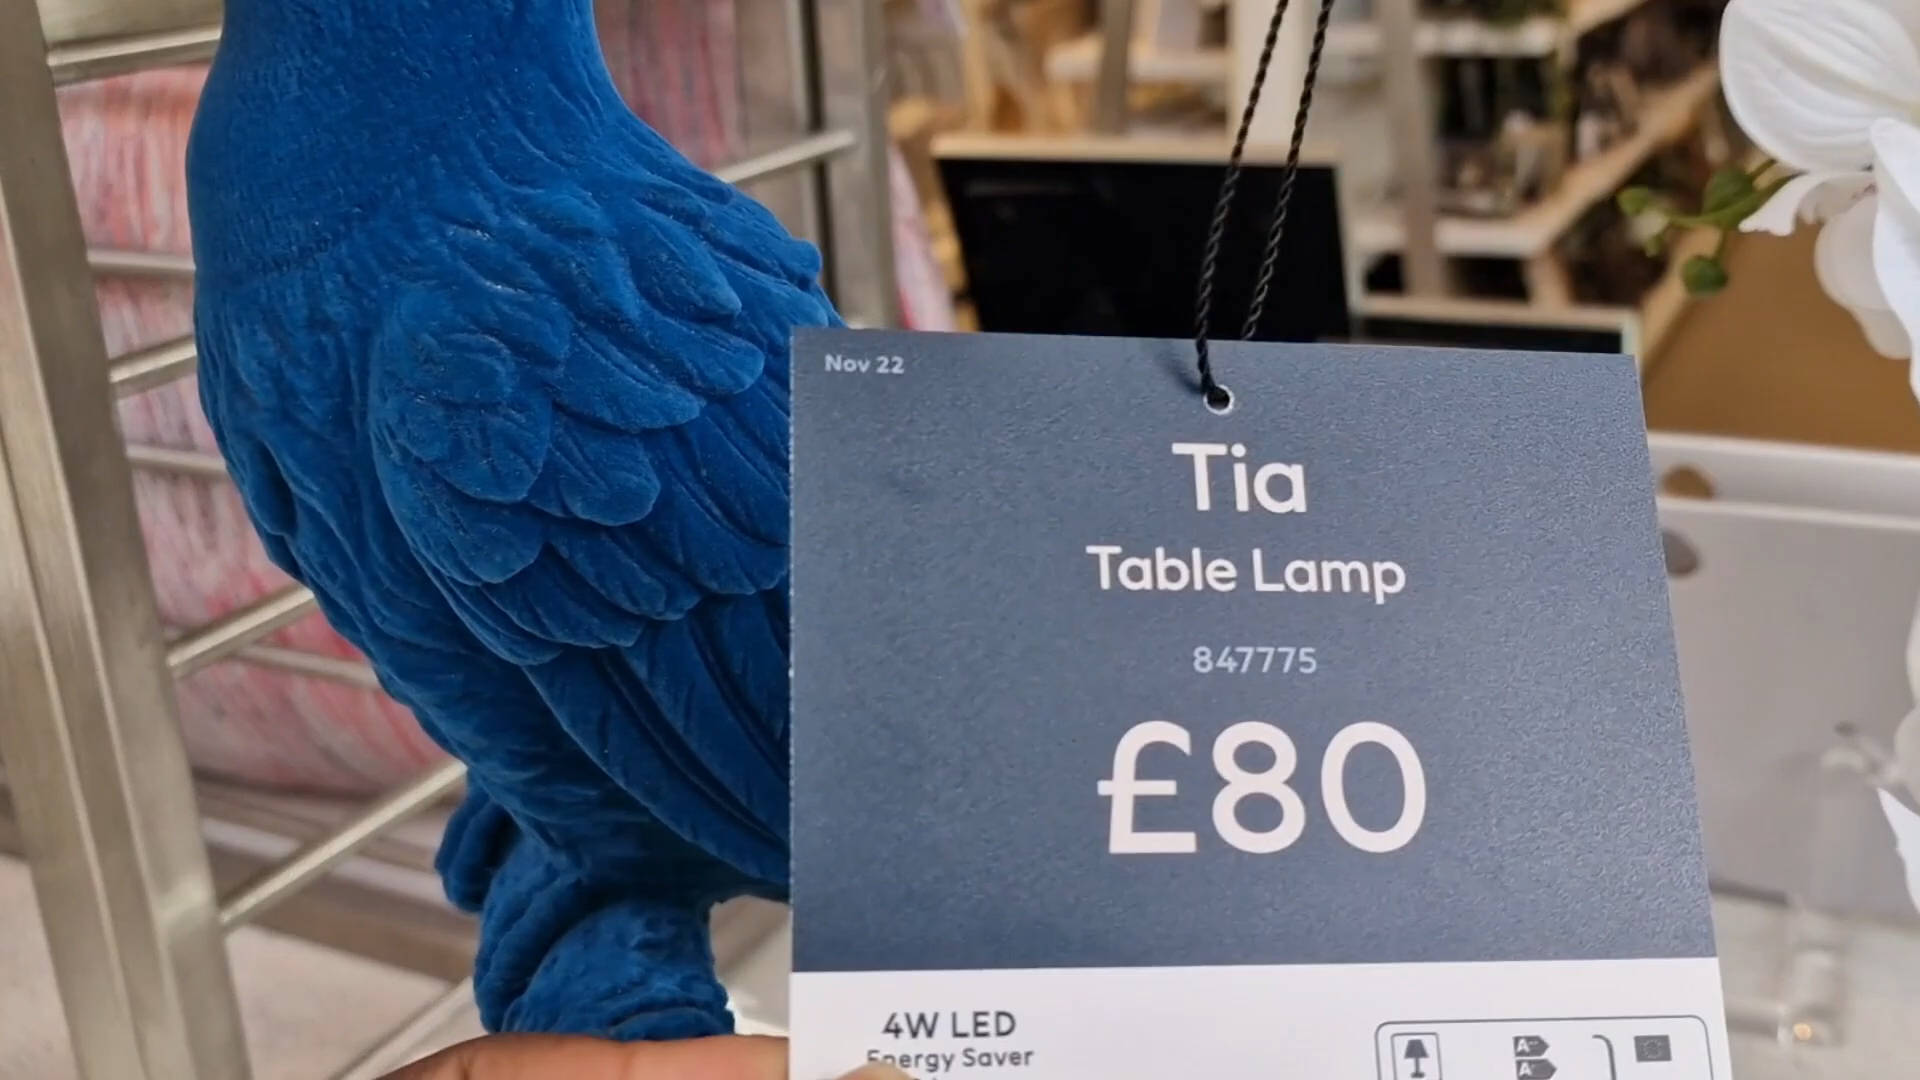 Nov 22
Tia
Table Lamp
847775
£80
4W LED
Energy Saver